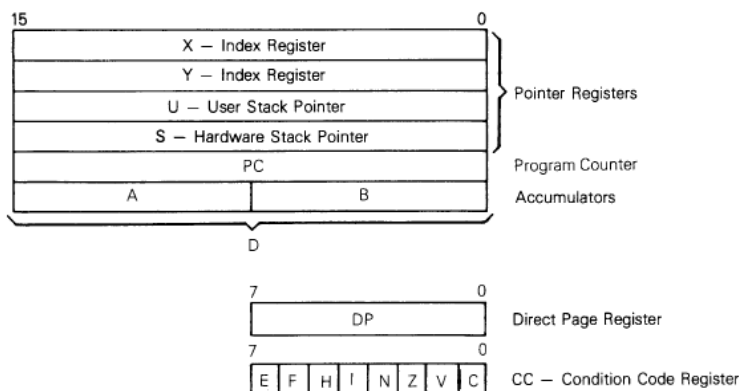 15 0
X – Index Register
Y – Index Register
U – User Stack Pointer
S – Hardware Stack Pointer
Pointer Registers
PC
Program Counter
A B
Accumulators
D
7 0
DP
Direct Page Register
7 0
E F H I N Z V C
CC – Condition Code Register